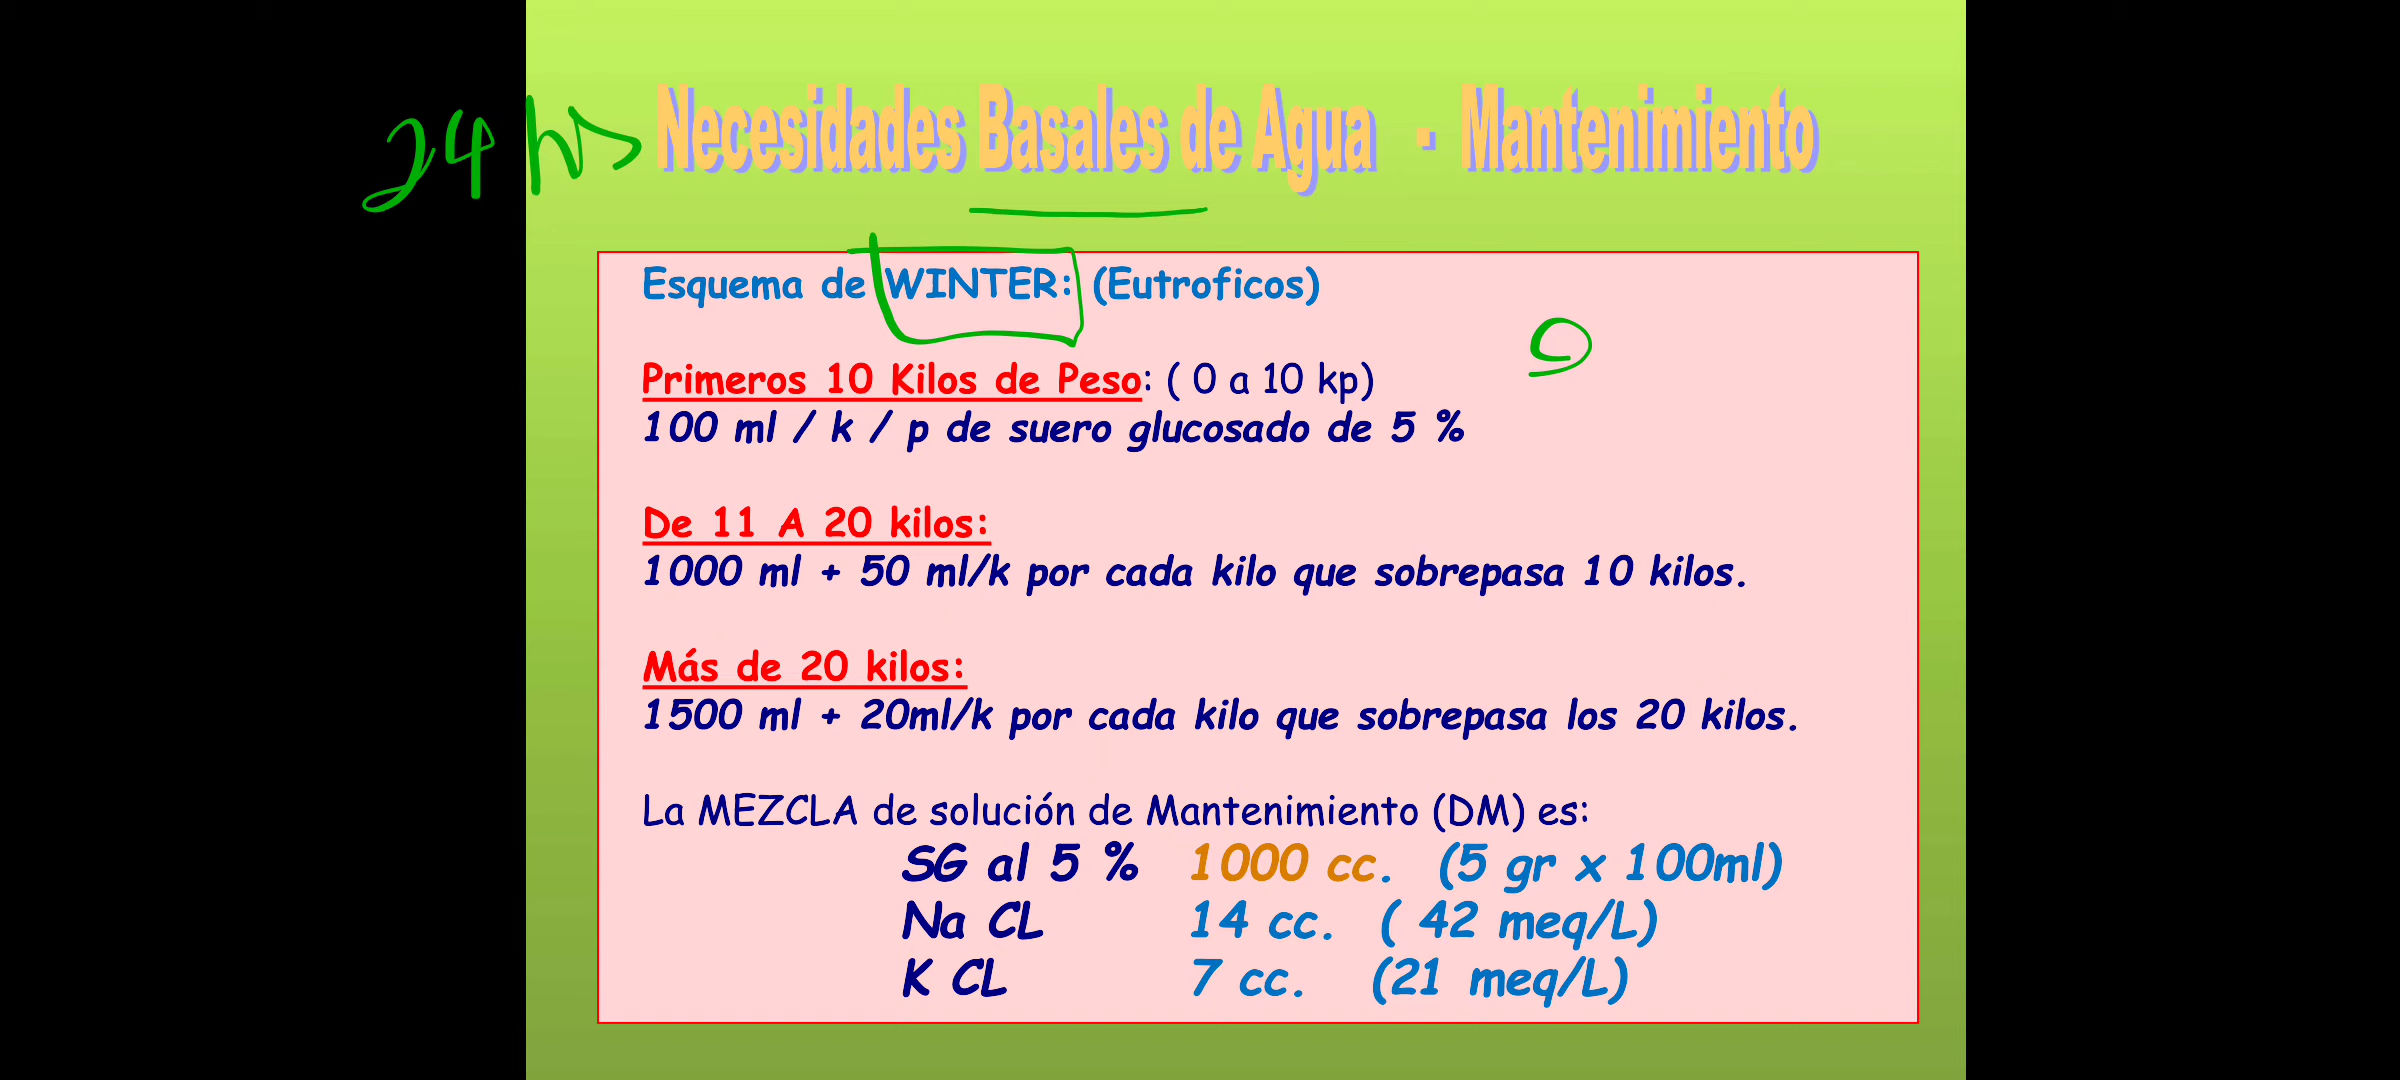 24 hs
Necesidades Basales de Agua - Mantenimiento
Esquema de WINTER: (Eutroficos)
Primeros 10 Kilos de Peso: ( 0 a 10 kp)
100 ml / k / p de suero glucosado de 5 %
De 11 A 20 kilos:
1000 ml + 50 ml/k por cada kilo que sobrepasa 10 kilos.
Más de 20 kilos:
1500 ml + 20ml/k por cada kilo que sobrepasa los 20 kilos.
La MEZCLA de solución de Mantenimiento (DM) es:
SG al 5 % 1000 cc. (5 gr x 100ml)
Na CL 14 cc. ( 42 meq/L)
K CL 7 cc. (21 meq/L)